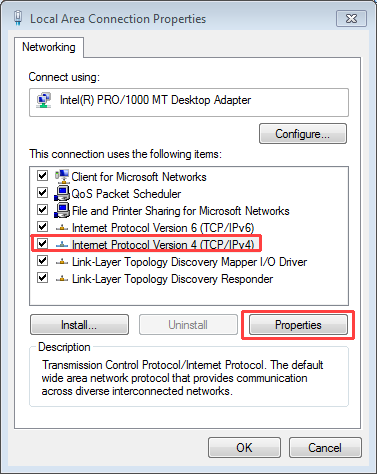 Local Area Connection Properties
Networking
Connect using:
Intel(R) PRO/1000 MT Desktop Adapter
Configure...
This connection uses the following items:
Client for Microsoft Networks
QoS Packet Scheduler
File and Printer Sharing for Microsoft Networks
Internet Protocol Version 6 (TCP/IPv6)
Internet Protocol Version 4 (TCP/IPv4)
Link-Layer Topology Discovery Mapper I/O Driver
Link-Layer Topology Discovery Responder
Install... Uninstall Properties
Description
Transmission Control Protocol/Internet Protocol. The default
wide area network protocol that provides communication
across diverse interconnected networks.
OK Cancel